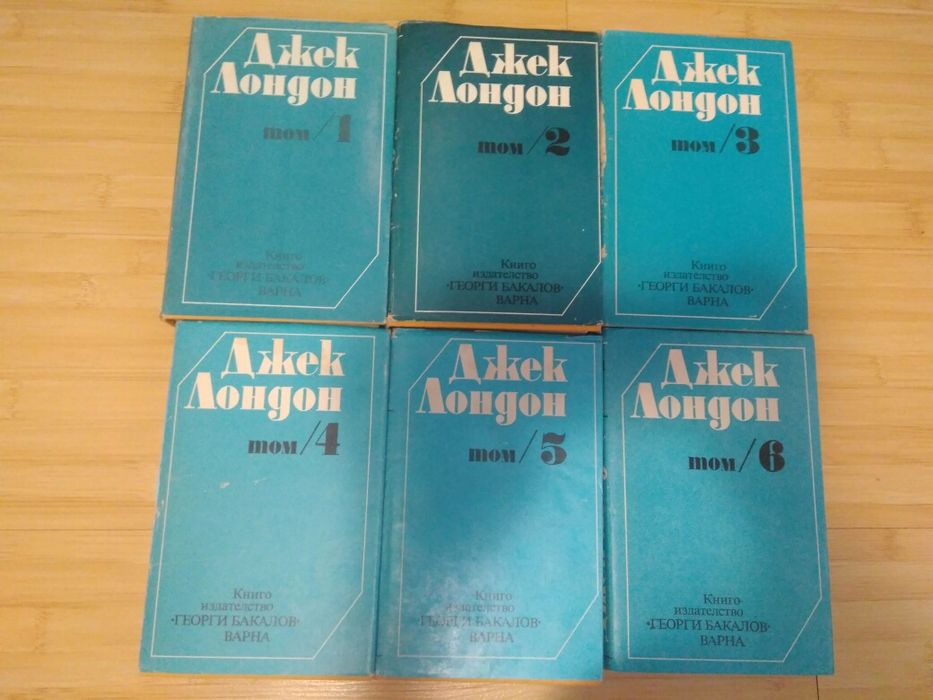 Джек
Лондон
том/1
Книго
издателство
·ГЕОРГИ БАКАЛОВ·
ВАРНА
Джек
Лондон
том/2
Книго
издателство
·ГЕОРГИ БАКАЛОВ·
ВАРНА
Джек
Лондон
том/3
Книго
издателство
·ГЕОРГИ БАКАЛОВ·
ВАРНА
Джек
Лондон
том/4
Книго
издателство
·ГЕОРГИ БАКАЛОВ·
ВАРНА
Джек
Лондон
том/5
Книго
издателство
·ГЕОРГИ БАКАЛОВ·
ВАРНА
Джек
Лондон
том/6
Книго-
издателство
·ГЕОРГИ БАКАЛОВ·
ВАРНА